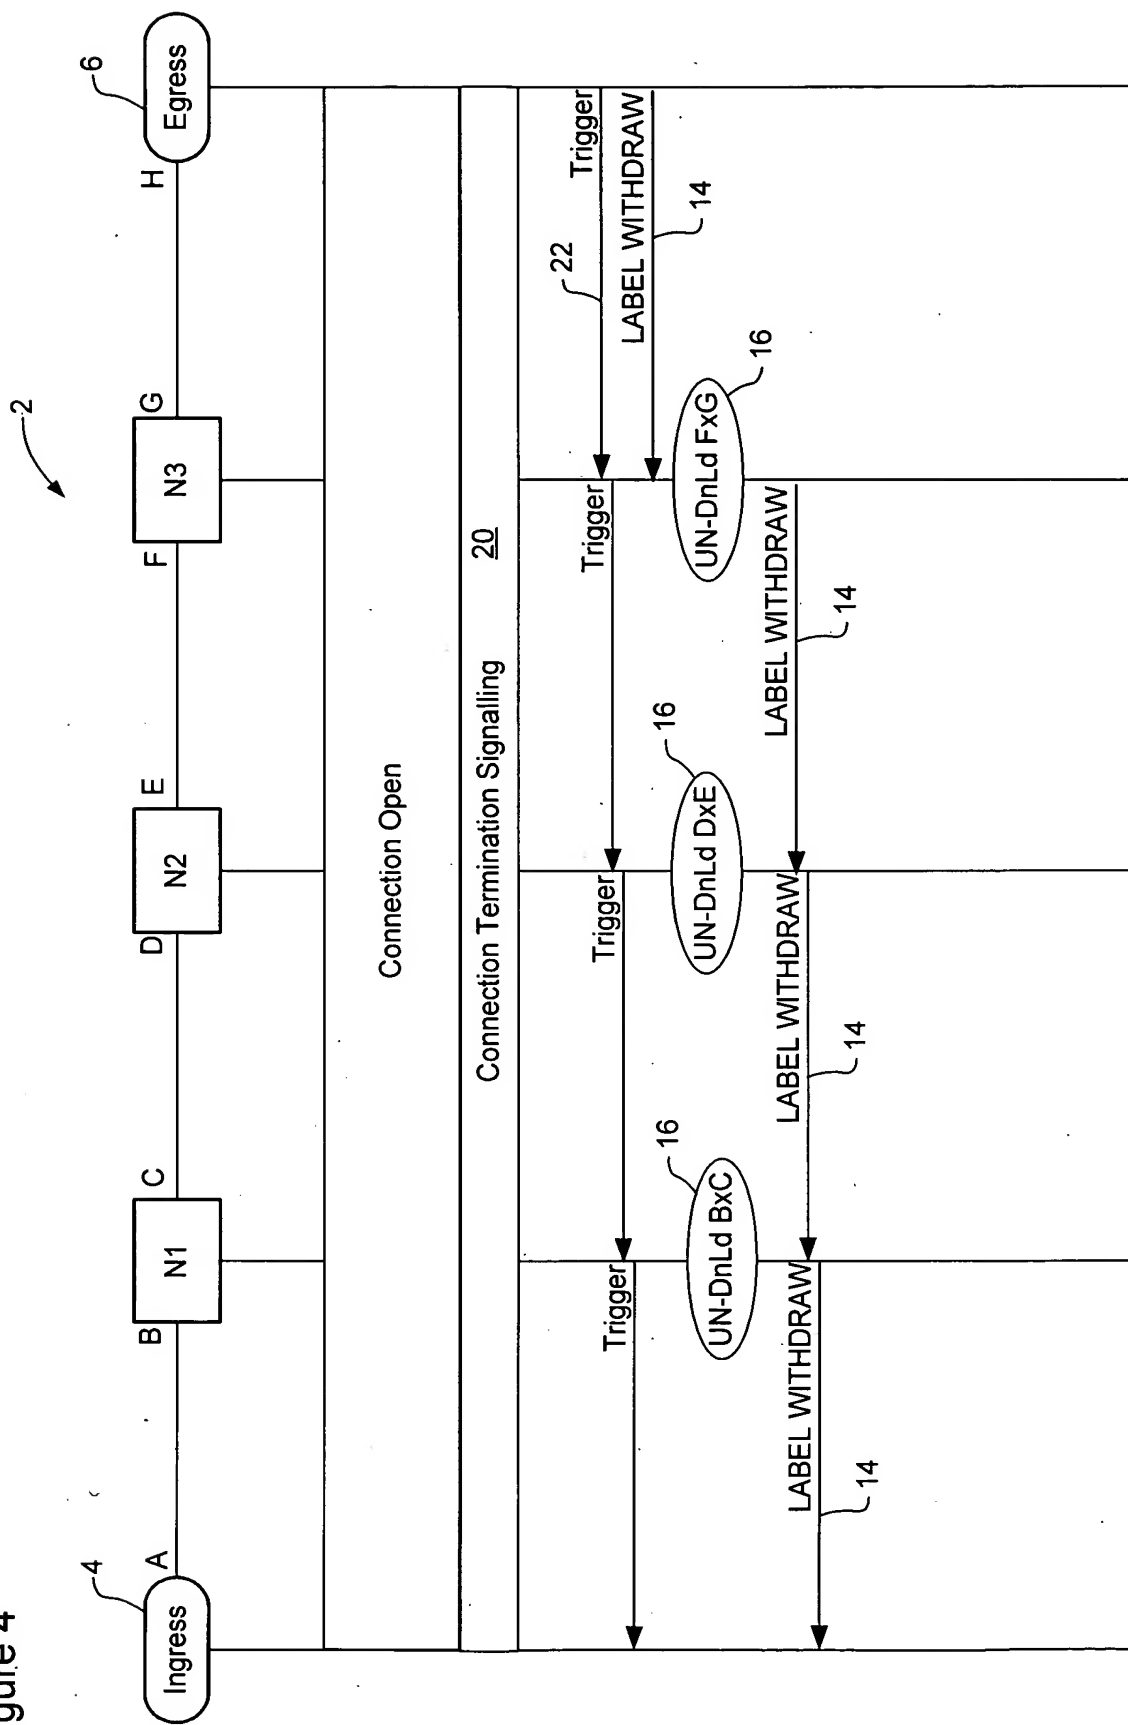 gure 4
2
4
6
Ingress
A
B
N1
C
D
N2
E
F
N3
G
H
Egress
Connection Open
Connection Termination Signalling 20
Trigger
22
Trigger
Trigger
Trigger
LABEL WITHDRAW
14
UN-DnLd FxG
16
UN-DnLd DxE
16
UN-DnLd BxC
16
LABEL WITHDRAW
14
LABEL WITHDRAW
14
LABEL WITHDRAW
14